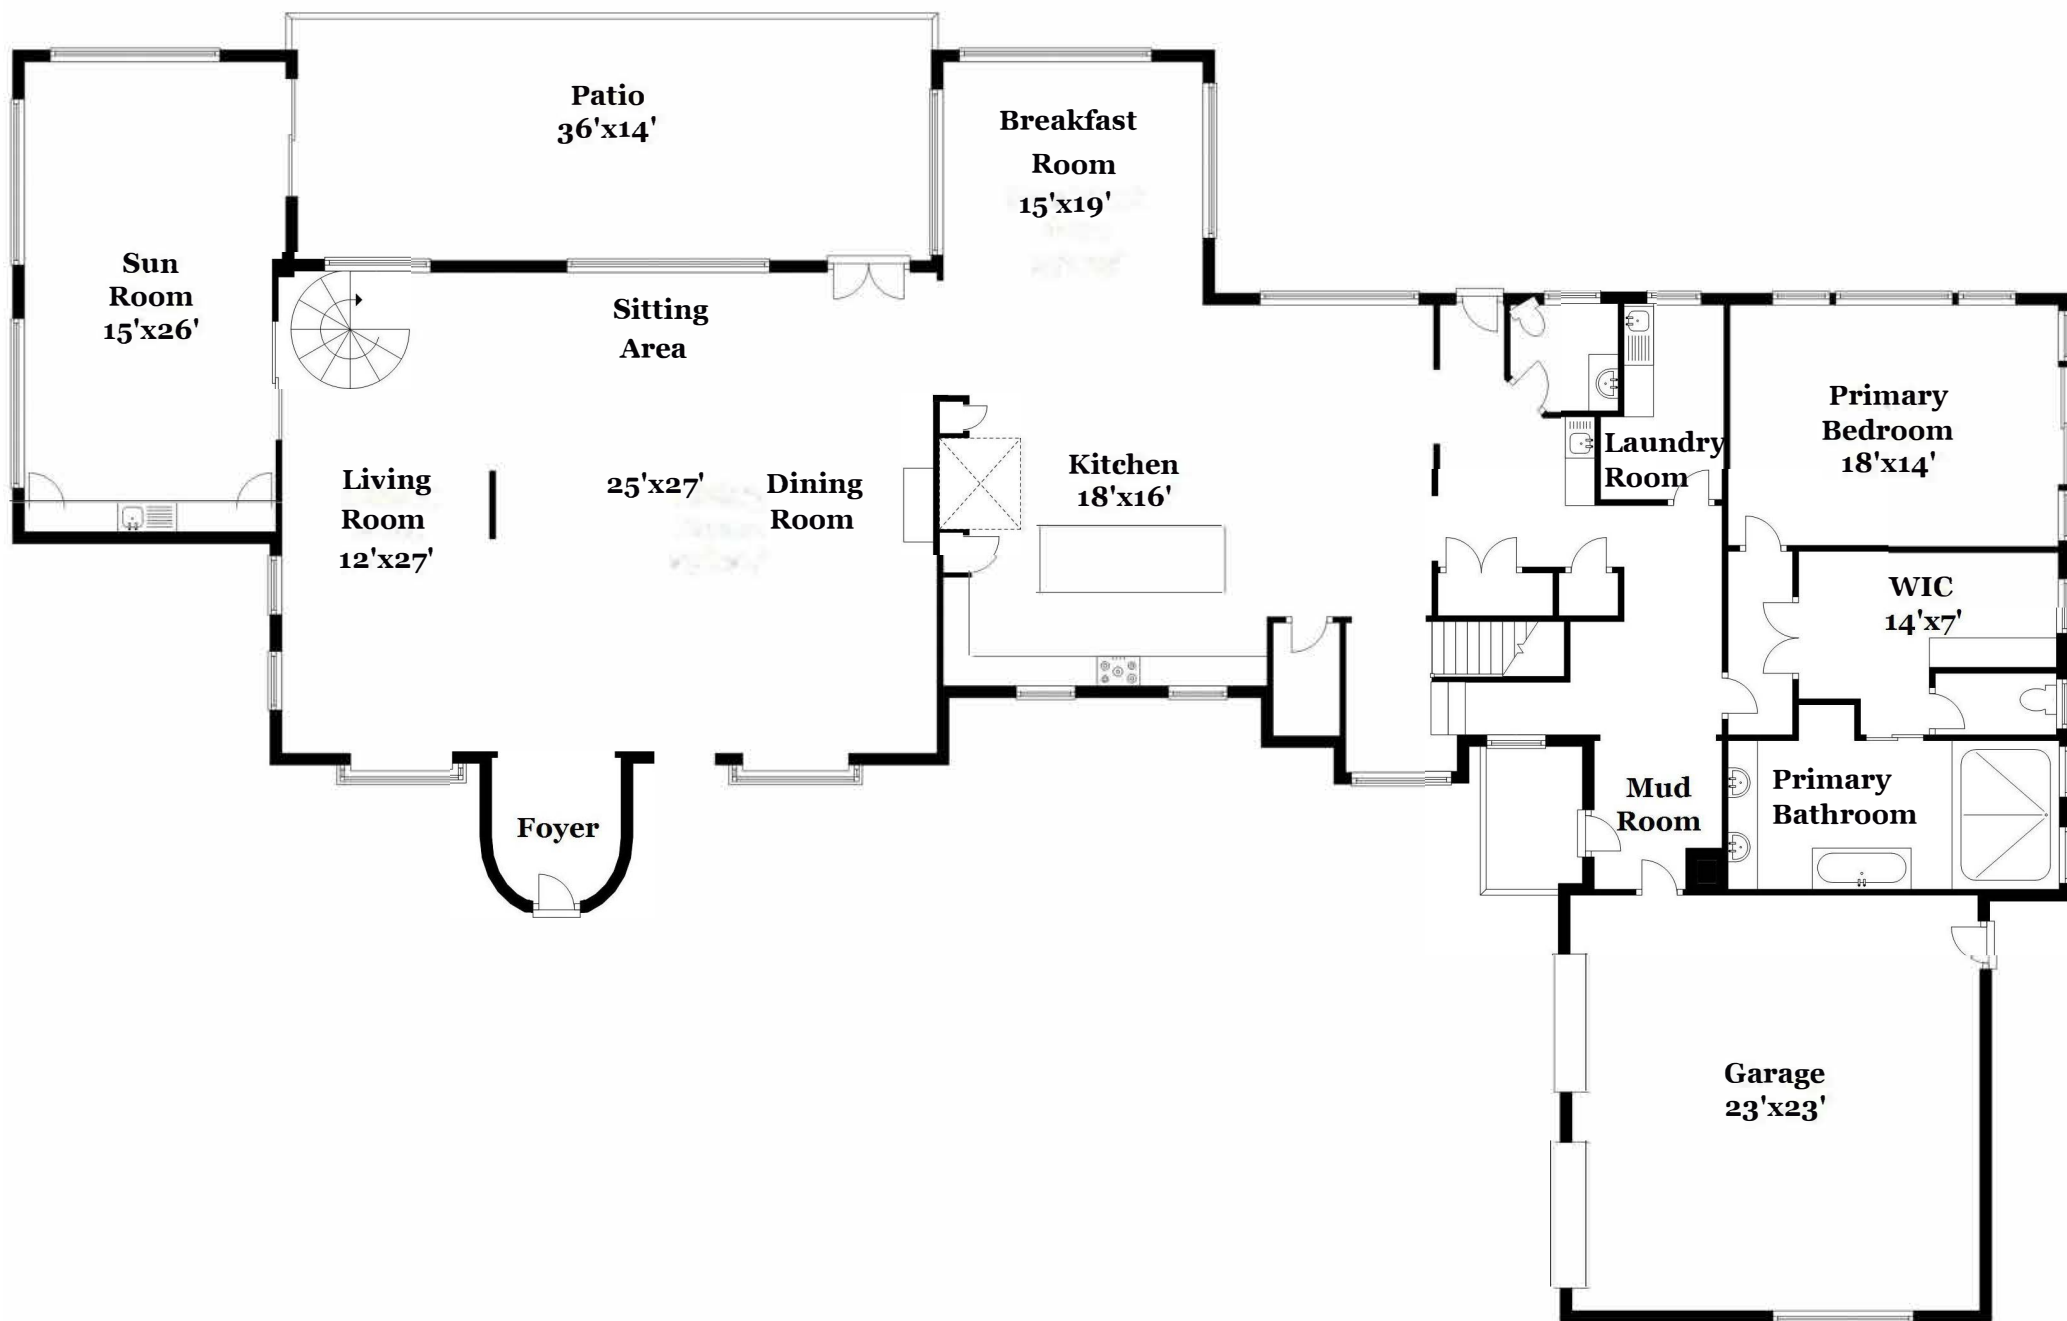 Patio
36'x14'
Breakfast
Room
15'x19'
Sun
Room
15'x26'
Sitting
Area
Living
Room
12'x27'
25'x27'
Dining
Room
Kitchen
18'x16'
Laundry
Room
Primary
Bedroom
18'x14'
WIC
14'x7'
Foyer
Mud
Room
Primary
Bathroom
Garage
23'x23'